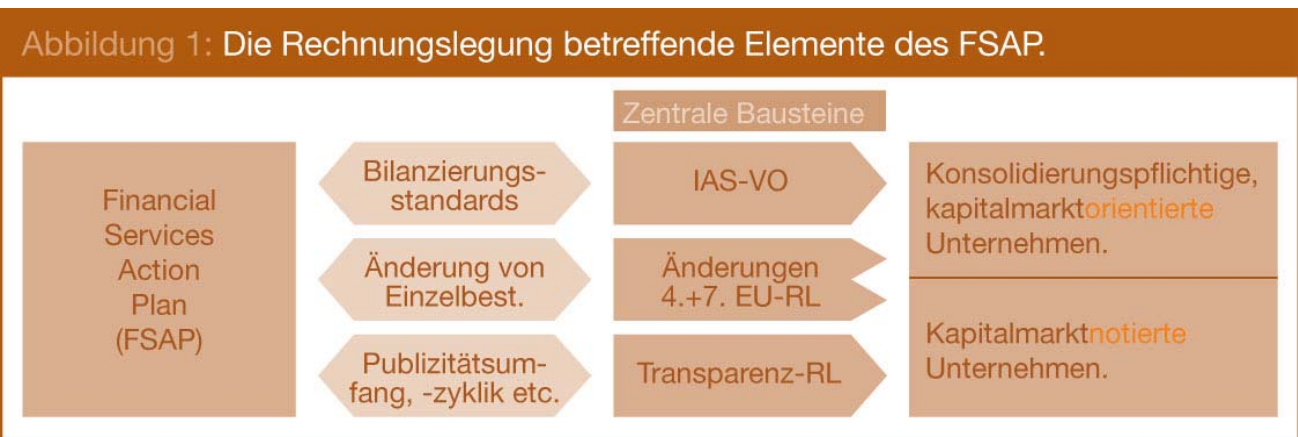 Abbildung 1: Die Rechnungslegung betreffende Elemente des FSAP.
Zentrale Bausteine
Financial
Services
Action
Plan
(FSAP)
Bilanzierungs-
standards
IAS-VO
Konsolidierungspflichtige,
kapitalmarktorientierte
Unternehmen.
Änderung von
Einzelbest.
Änderungen
4.+7. EU-RL
Publizitätsum-
fang, -zyklik etc.
Transparenz-RL
Kapitalmarktnotierte
Unternehmen.